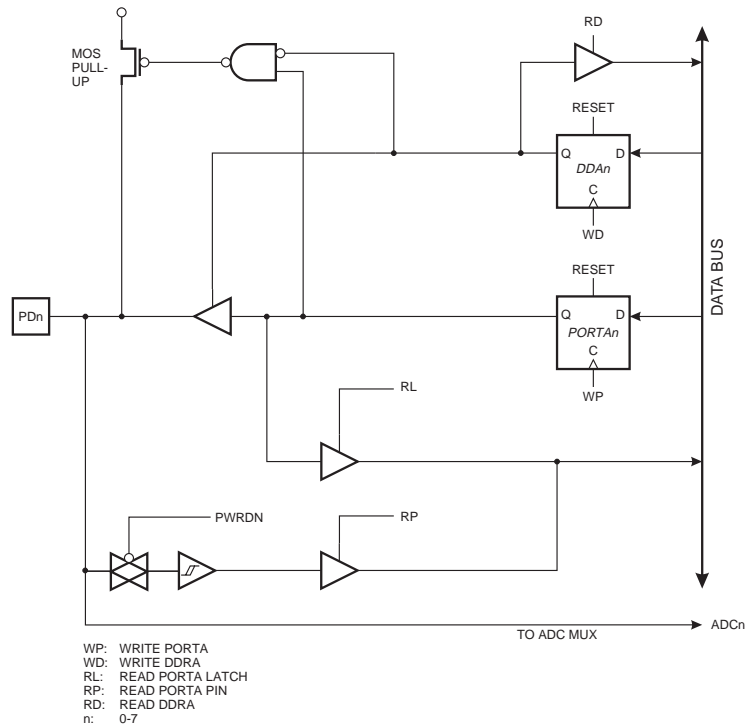 RD
MOS
PULL-
UP
RESET
Q
D
DDAn
C
WD
DATA BUS
RESET
PDn
Q
D
PORTAn
C
WP
RL
PWRDN
RP
TO ADC MUX
ADCn
WP: WRITE PORTA
WD: WRITE DDRA
RL: READ PORTA LATCH
RP: READ PORTA PIN
RD: READ DDRA
n: 0-7